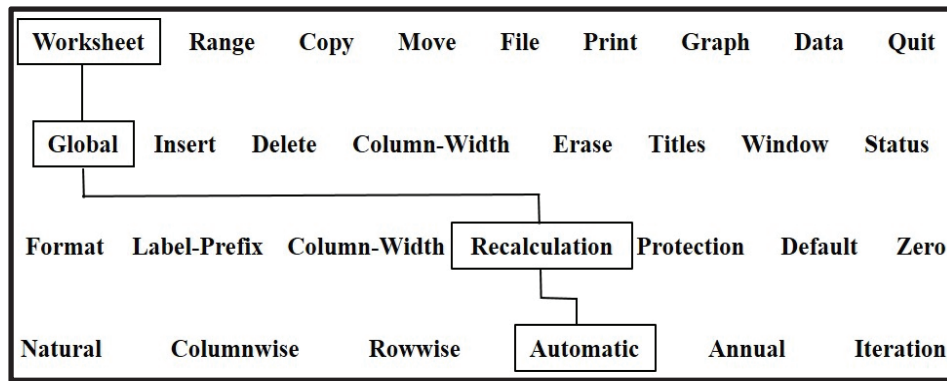 Worksheet Range Copy Move File Print Graph Data Quit
Global Insert Delete Column-Width Erase Titles Window Status
Format Label-Prefix Column-Width Recalculation Protection Default Zero
Natural Columnwise Rowwise Automatic Annual Iteration